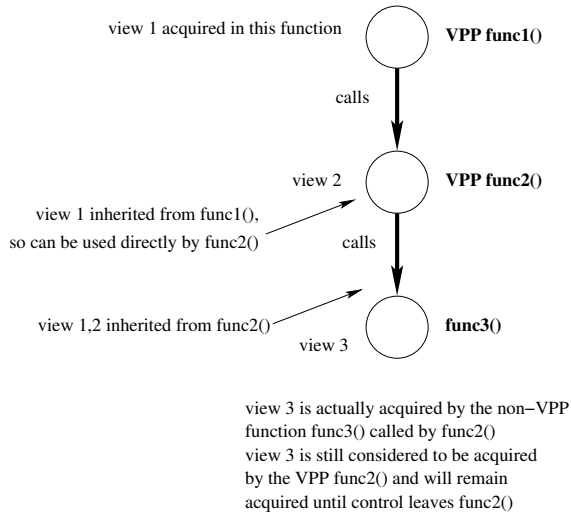 view 1 acquired in this function
VPP func1()
calls
view 2
VPP func2()
view 1 inherited from func1(),
so can be used directly by func2()
calls
view 1,2 inherited from func2()
view 3
func3()
view 3 is actually acquired by the non−VPP
function func3() called by func2()
view 3 is still considered to be acquired
by the VPP func2() and will remain
acquired until control leaves func2()